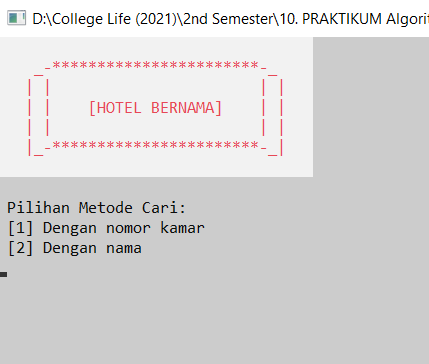 D:\College Life (2021)\2nd Semester\10. PRAKTIKUM Algorit
_-***********************-_
| |                       | |
| |    [HOTEL BERNAMA]    | |
| |                       | |
|_-***********************-_|
Pilihan Metode Cari:
[1] Dengan nomor kamar
[2] Dengan nama